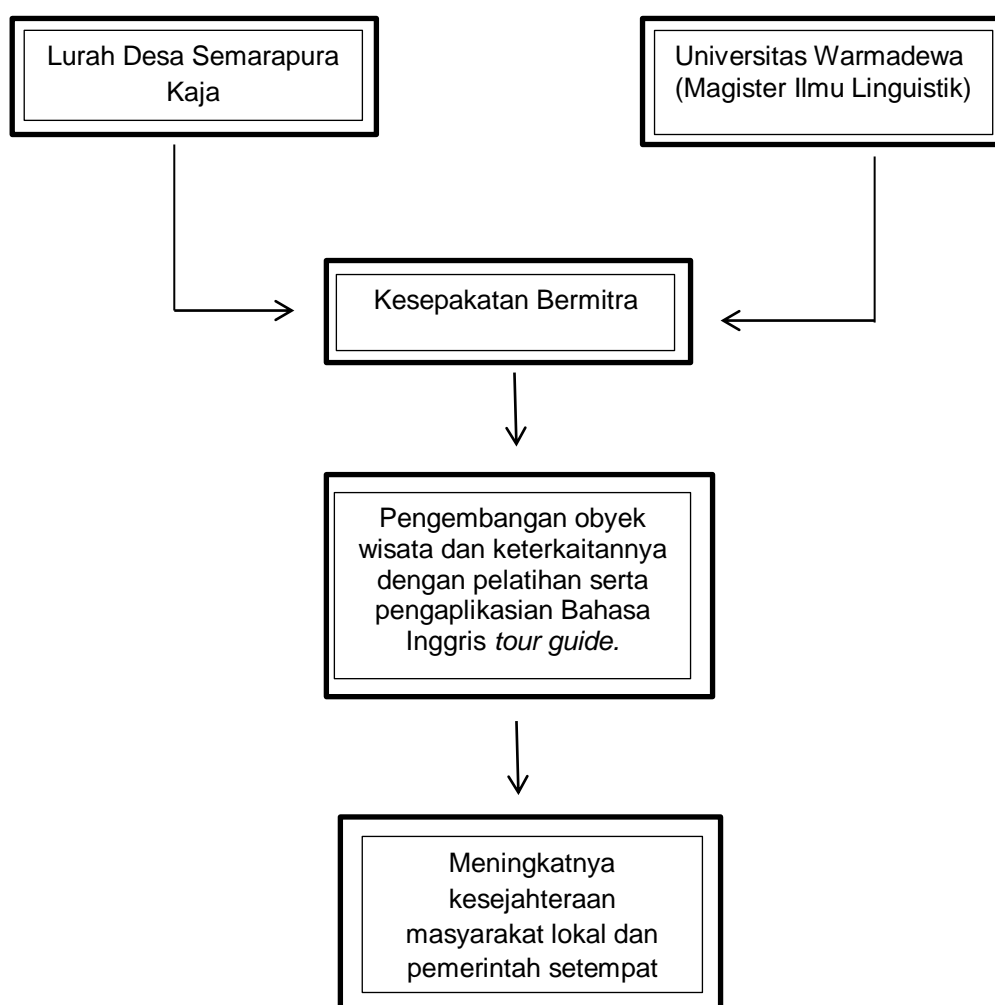 Lurah Desa Semarapura
Kaja
Universitas Warmadewa
(Magister Ilmu Linguistik)
Kesepakatan Bermitra
Pengembangan obyek
wisata dan keterkaitannya
dengan pelatihan serta
pengaplikasian Bahasa
Inggris tour guide.
Meningkatnya
kesejahteraan
masyarakat lokal dan
pemerintah setempat